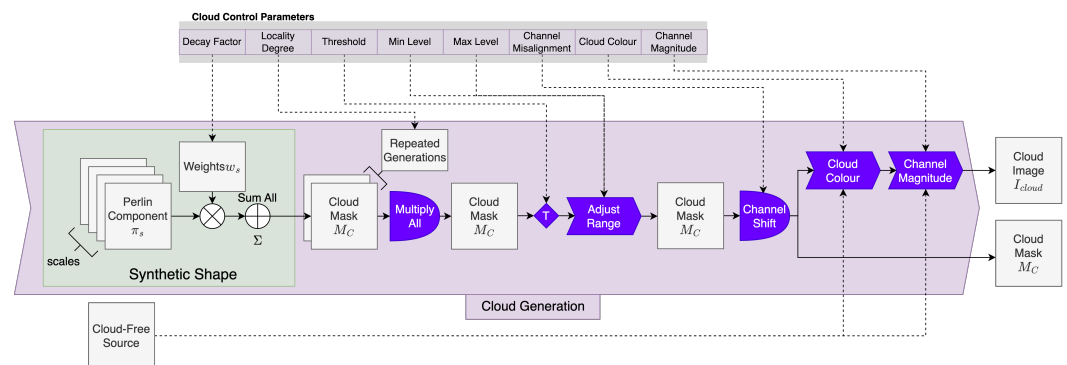 Cloud Control Parameters
Decay Factor
Locality
Degree
Threshold
Min Level
Max Level
Channel
Misalignment
Cloud Colour
Channel
Magnitude
Repeated
Generations
Weights w_s
Sum All
Σ
Perlin
Component
π_s
scales
Synthetic Shape
Cloud
Mask
M_C
Multiply
All
Cloud
Mask
M_C
T
Adjust
Range
Cloud
Mask
M_C
Channel
Shift
Cloud
Colour
Channel
Magnitude
Cloud
Image
I_cloud
Cloud
Mask
M_C
Cloud Generation
Cloud-Free
Source